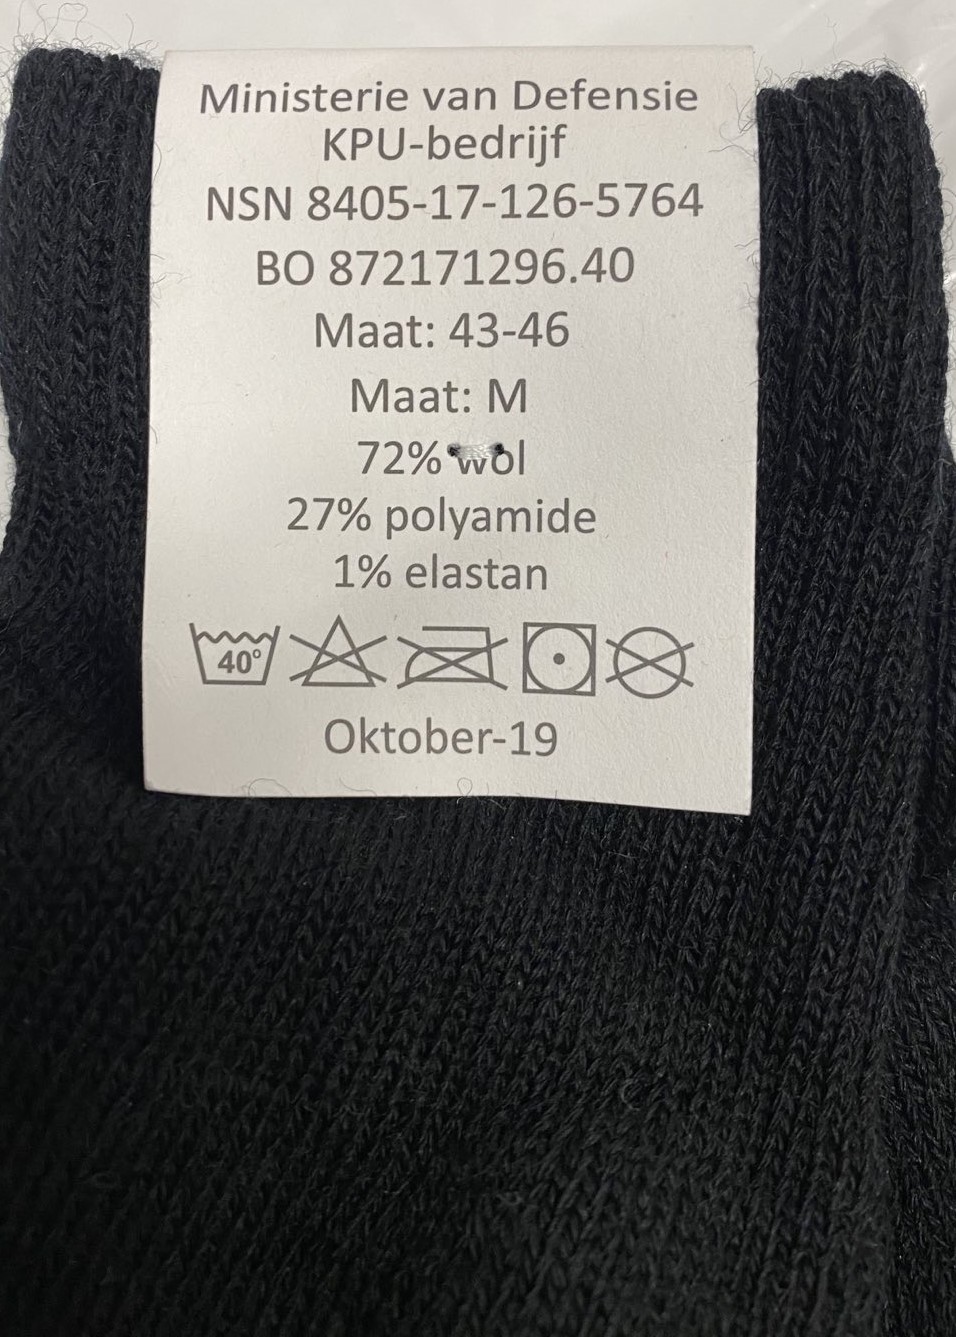 Ministerie van Defensie
KPU-bedrijf
NSN 8405-17-126-5764
BO 872171296.40
Maat: 43-46
Maat: M
72% wol
27% polyamide
1% elastan
40°
Oktober-19